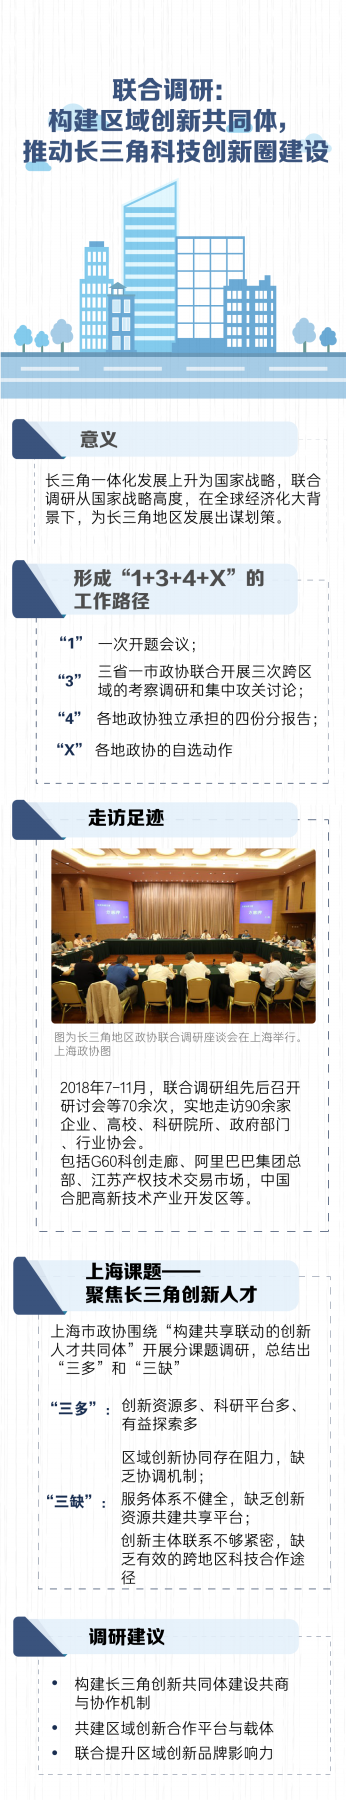 联合调研：
构建区域创新共同体，
推动长三角科技创新圈建设
意义
长三角一体化发展上升为国家战略，联合
调研从国家战略高度，在全球经济化大背
景下，为长三角地区发展出谋划策。
形成“1+3+4+X”的
工作路径
“1” 一次开题会议；
“3” 三省一市政协联合开展三次跨区
域的考察调研和集中攻关讨论；
“4” 各地政协独立承担的四份分报告；
“X” 各地政协的自选动作
走访足迹
图为长三角地区政协联合调研座谈会在上海举行。
上海政协图
2018年7-11月，联合调研组先后召开
研讨会等70余次，实地走访90余家
企业、高校、科研院所、政府部门
、行业协会。
包括G60科创走廊、阿里巴巴集团总
部、江苏产权技术交易市场，中国
合肥高新技术产业开发区等。
上海课题——
聚焦长三角创新人才
上海市政协围绕“构建共享联动的创新
人才共同体”开展分课题调研，总结出
“三多”和“三缺”
“三多”： 创新资源多、科研平台多、
有益探索多
区域创新协同存在阻力，缺
乏协调机制；
“三缺”： 服务体系不健全，缺乏创新
资源共建共享平台；
创新主体联系不够紧密，缺
乏有效的跨地区科技合作途
径
调研建议
• 构建长三角创新共同体建设共商
与协作机制
• 共建区域创新合作平台与载体
• 联合提升区域创新品牌影响力